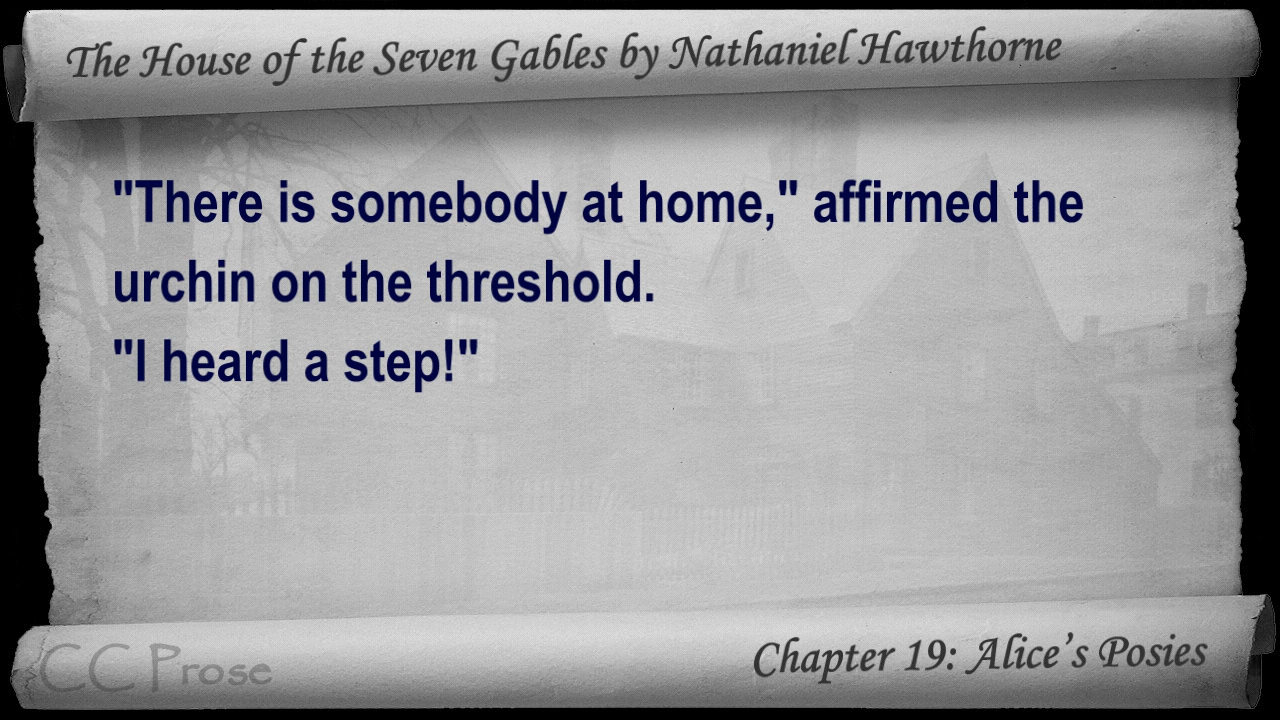 The House of the Seven Gables by Nathaniel Hawthorne
"There is somebody at home," affirmed the
urchin on the threshold.
"I heard a step!"
CC Prose
Chapter 19: Alice's Posies